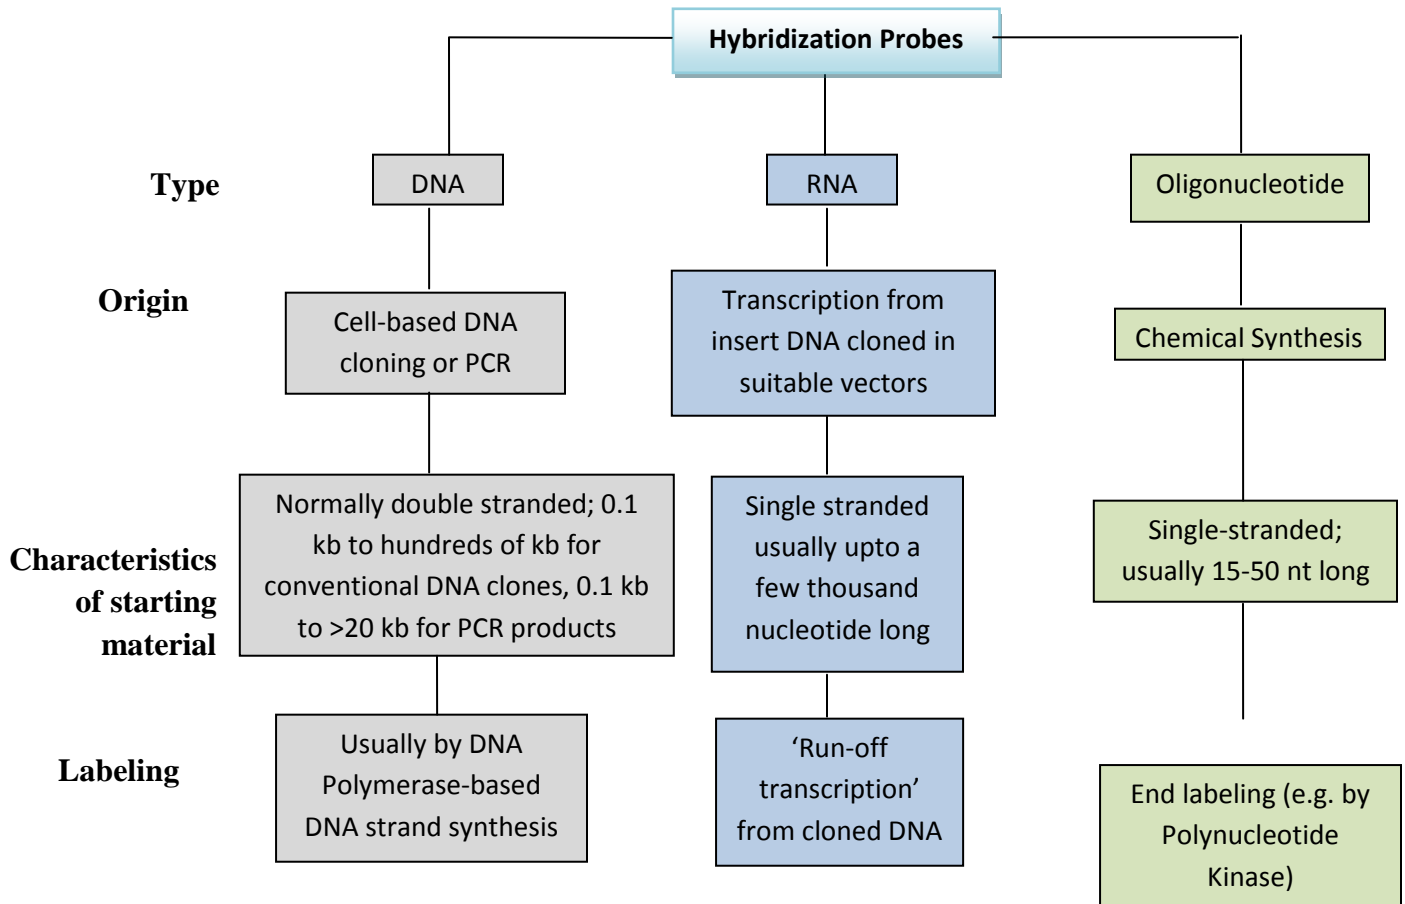 Hybridization Probes
Type
DNA
RNA
Oligonucleotide
Origin
Cell-based DNA
cloning or PCR
Transcription from
insert DNA cloned in
suitable vectors
Chemical Synthesis
Characteristics
of starting
material
Normally double stranded; 0.1
kb to hundreds of kb for
conventional DNA clones, 0.1 kb
to >20 kb for PCR products
Single stranded
usually upto a
few thousand
nucleotide long
Single-stranded;
usually 15-50 nt long
Labeling
Usually by DNA
Polymerase-based
DNA strand synthesis
‘Run-off
transcription’
from cloned DNA
End labeling (e.g. by
Polynucleotide
Kinase)